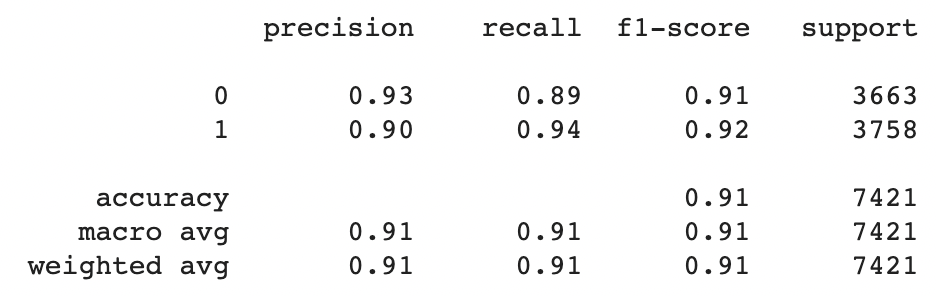 precision recall f1-score support
0 0.93 0.89 0.91 3663
1 0.90 0.94 0.92 3758
accuracy 0.91 7421
macro avg 0.91 0.91 0.91 7421
weighted avg 0.91 0.91 0.91 7421